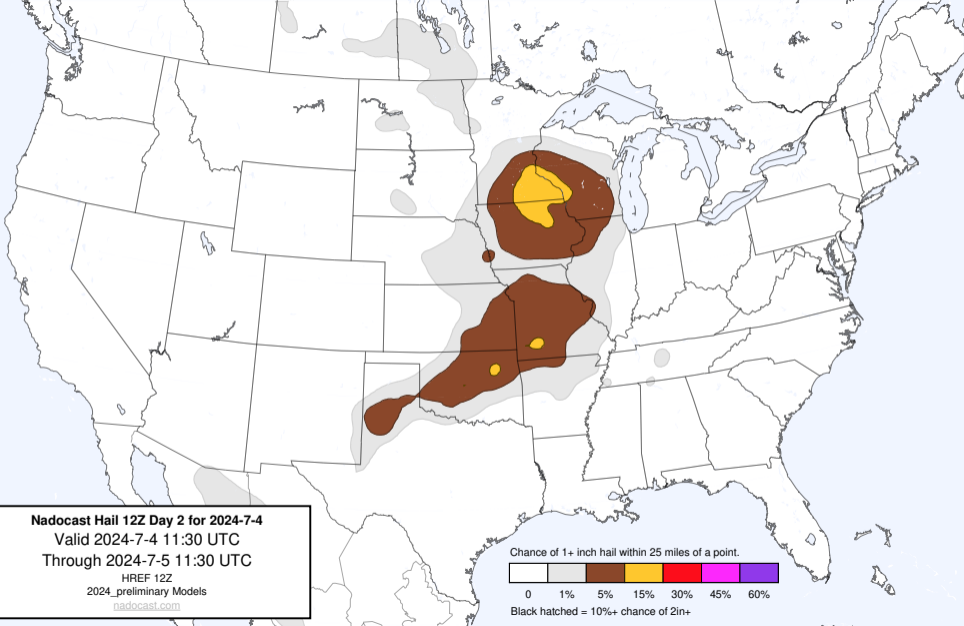 Nadocast Hail 12Z Day 2 for 2024-7-4
Valid 2024-7-4 11:30 UTC
Through 2024-7-5 11:30 UTC
HREF 12Z
2024_preliminary Models
nadocast.com
Chance of 1+ inch hail within 25 miles of a point.
0 1% 5% 15% 30% 45% 60%
Black hatched = 10%+ chance of 2in+